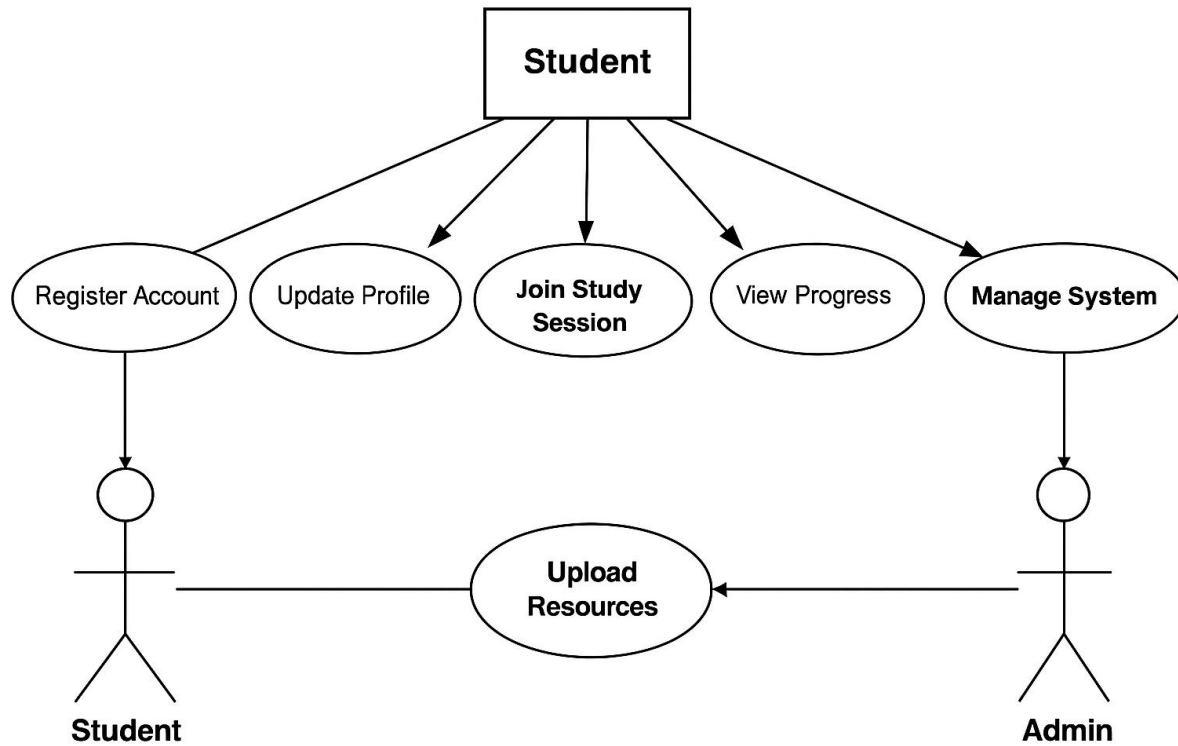 Student
Register Account
Update Profile
Join Study
Session
View Progress
Manage System
Upload
Resources
Student
Admin